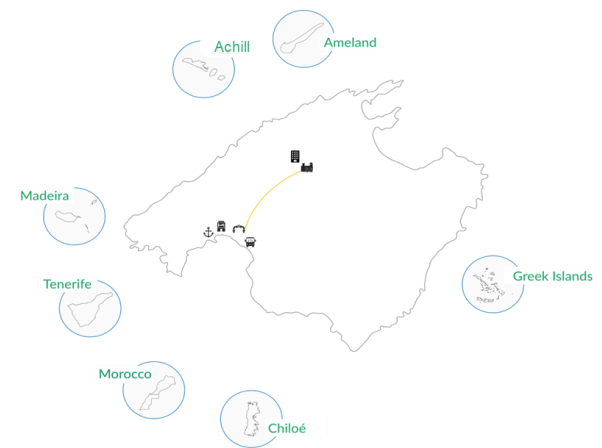 Achill
Ameland
Madeira
Greek Islands
Tenerife
Morocco
Chiloé